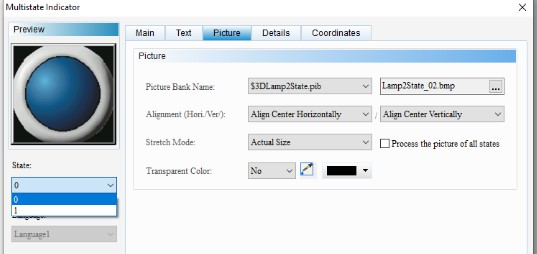 Multistate Indicator
Preview
Main Text Picture Details Coordinates
Picture
Picture Bank Name: $3DLamp2State.pib Lamp2State_02.bmp ...
Alignment (Hori./Ver/): Align Center Horizontally / Align Center Vertically
Stretch Mode: Actual Size Process the picture of all states
Transparent Color: No
State:
0
0
1
Language1